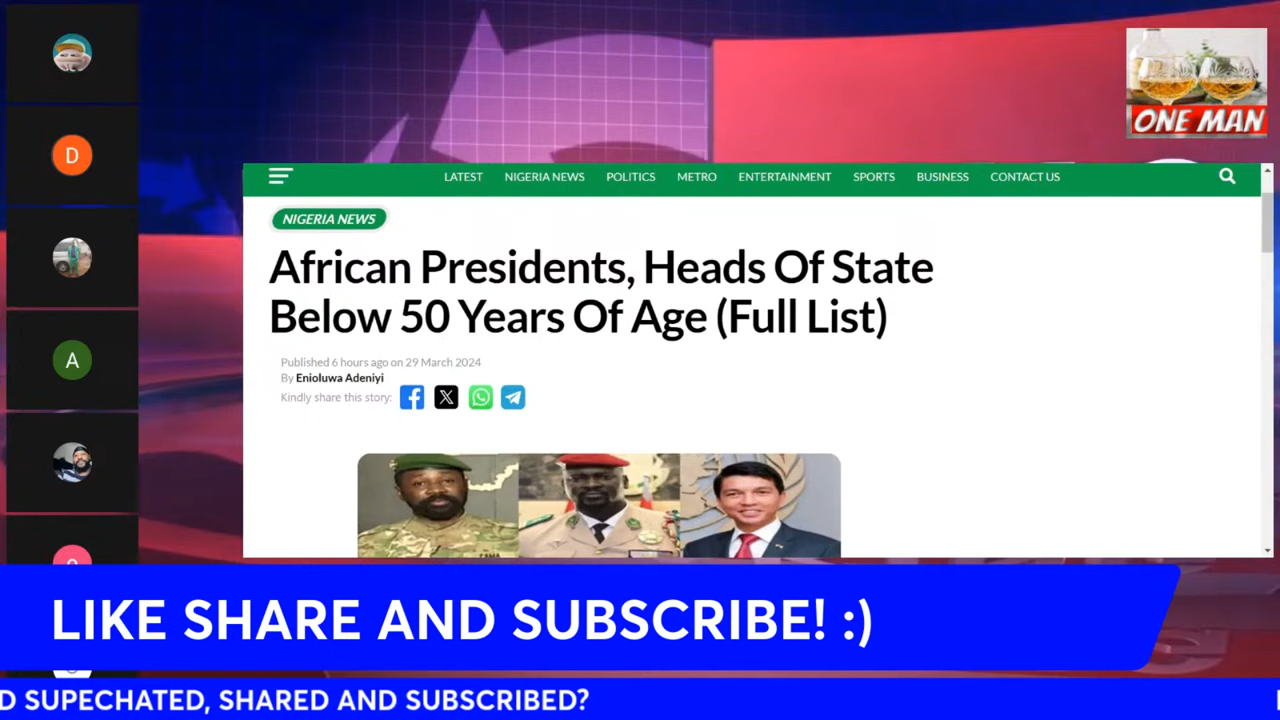 D
A
ONE MAN
LATEST NIGERIA NEWS POLITICS METRO ENTERTAINMENT SPORTS BUSINESS CONTACT US
NIGERIA NEWS
African Presidents, Heads Of State
Below 50 Years Of Age (Full List)
Published 6 hours ago on 29 March 2024
By Enioluwa Adeniyi
Kindly share this story:
LIKE SHARE AND SUBSCRIBE! :)
D SUPECHATED, SHARED AND SUBSCRIBED?